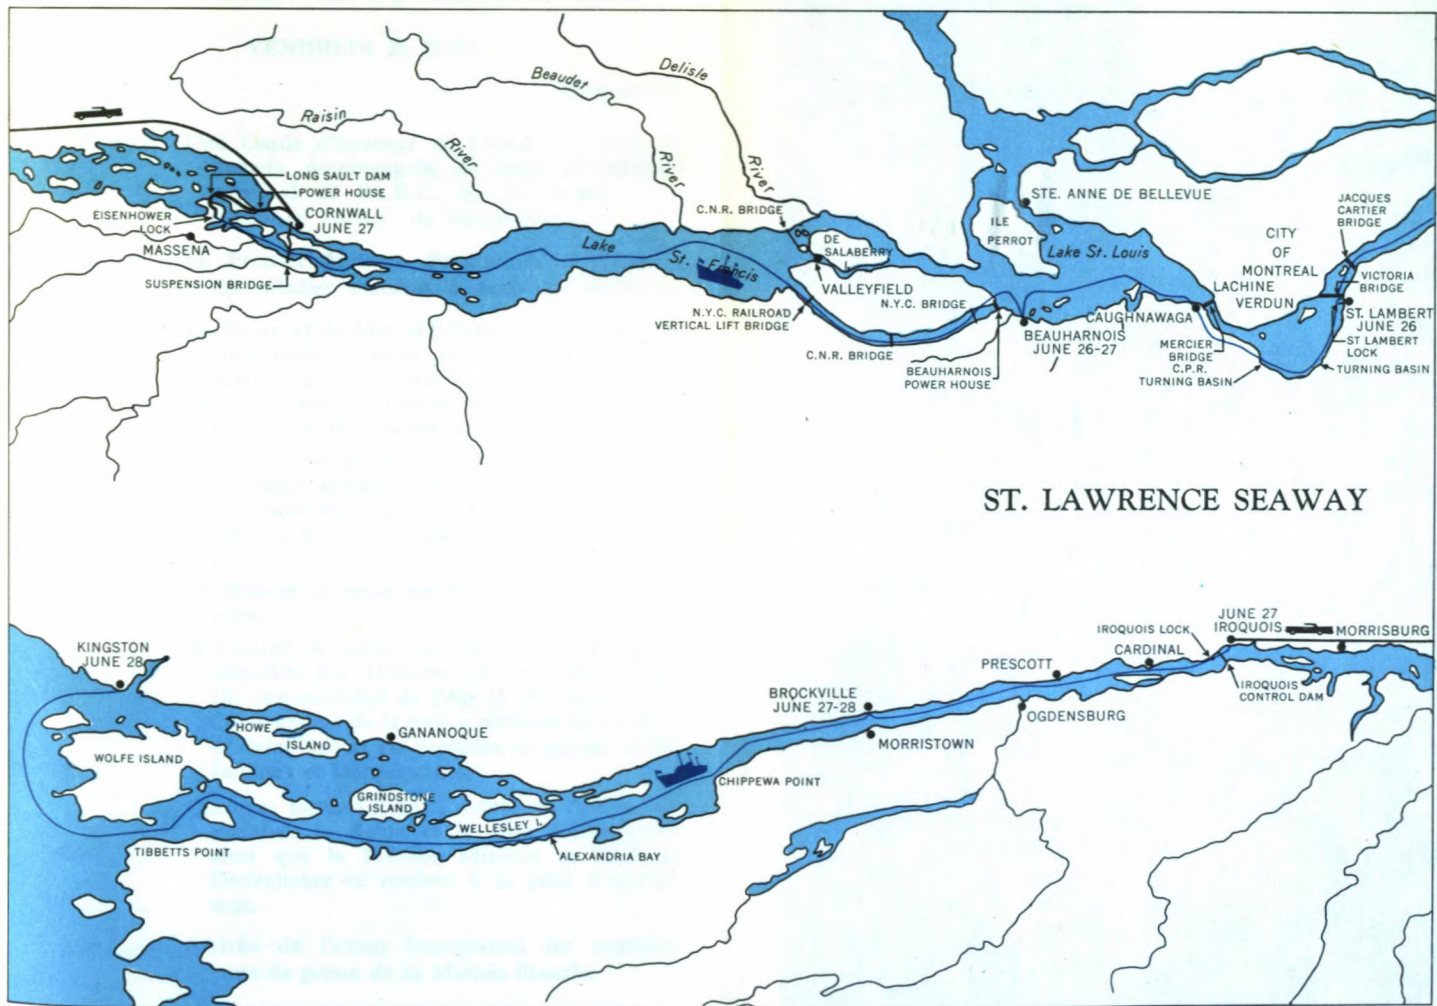 Raisin
River
Beaudet
River
Delisle
River
LONG SAULT DAM
POWER HOUSE
EISENHOWER
LOCK
CORNWALL
JUNE 27
MASSENA
SUSPENSION BRIDGE
Lake
St. Francis
C.N.R. BRIDGE
DE
SALABERRY
I.
VALLEYFIELD
N.Y.C. RAILROAD
VERTICAL LIFT BRIDGE
N.Y.C. BRIDGE
C.N.R. BRIDGE
BEAUHARNOIS
POWER HOUSE
STE. ANNE DE BELLEVUE
ILE
PERROT
Lake St. Louis
BEAUHARNOIS
JUNE 26-27
CAUGHNAWAGA
CITY
OF
MONTREAL
LACHINE
VERDUN
JACQUES
CARTIER
BRIDGE
VICTORIA
BRIDGE
ST. LAMBERT
JUNE 26
ST LAMBERT
LOCK
TURNING BASIN
MERCIER
BRIDGE
C.P.R.
TURNING BASIN
ST. LAWRENCE SEAWAY
KINGSTON
JUNE 28
HOWE
ISLAND
GANANOQUE
WOLFE ISLAND
GRINDSTONE
ISLAND
WELLESLEY I.
TIBBETTS POINT
ALEXANDRIA BAY
CHIPPEWA POINT
BROCKVILLE
JUNE 27-28
MORRISTOWN
PRESCOTT
OGDENSBURG
CARDINAL
IROQUOIS LOCK
JUNE 27
IROQUOIS
MORRISBURG
IROQUOIS
CONTROL DAM